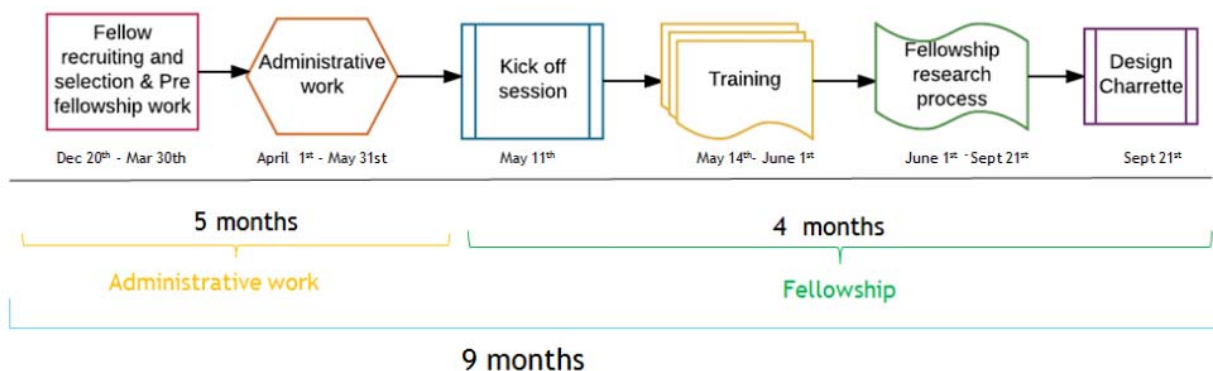 Fellow
recruiting and
selection & Pre
fellowship work
Administrative
work
Kick off
session
Training
Fellowship
research
process
Design
Charrette
Dec 20th - Mar 30th
April 1st - May 31st
May 11th
May 14th- June 1st
June 1st - Sept 21st
Sept 21st
5 months
4 months
Administrative work
Fellowship
9 months